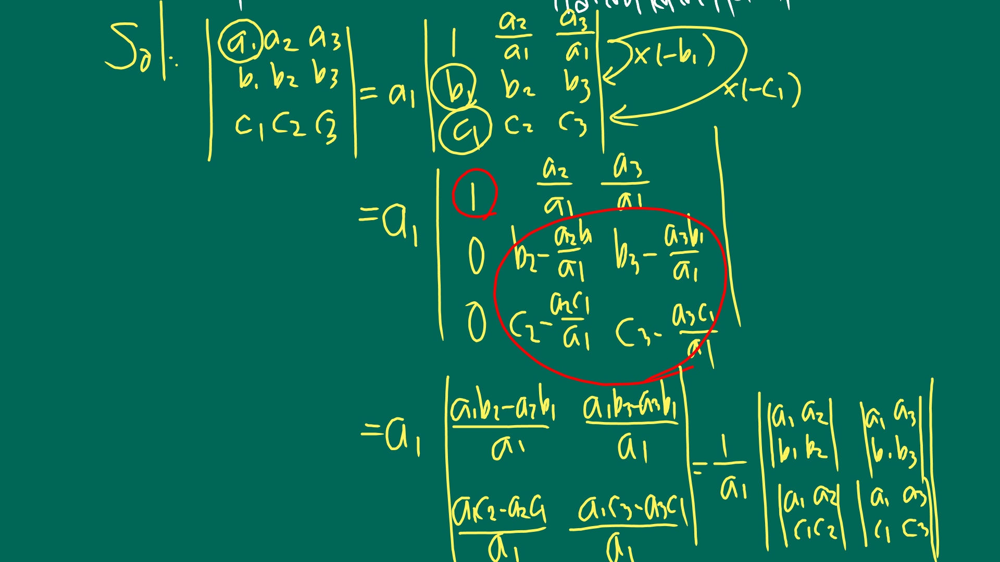 Sol:
| a₁ a₂ a₃ | = a₁ | 1 a₂/a₁ a₃/a₁ | ×(-b₁)
| b₁ b₂ b₃ | | b₁ b₂ b₃ | ×(-c₁)
| c₁ c₂ c₃ | | c₁ c₂ c₃ |
= a₁ | 1 a₂/a₁ a₃/a₁ |
| 0 b₂-a₂b₁/a₁ b₃-a₃b₁/a₁ |
| 0 c₂-a₂c₁/a₁ c₃-a₃c₁/a₁ |
= a₁ | a₁b₂-a₂b₁/a₁ a₁b₃-a₃b₁/a₁ | = 1/a₁ | |a₁ a₂| |a₁ a₃| |
|b₁ b₂| |b₁ b₃|
| a₁c₂-a₂c₁/a₁ a₁c₃-a₃c₁/a₁ | |a₁ a₂| |a₁ a₃|
|c₁ c₂| |c₁ c₃|